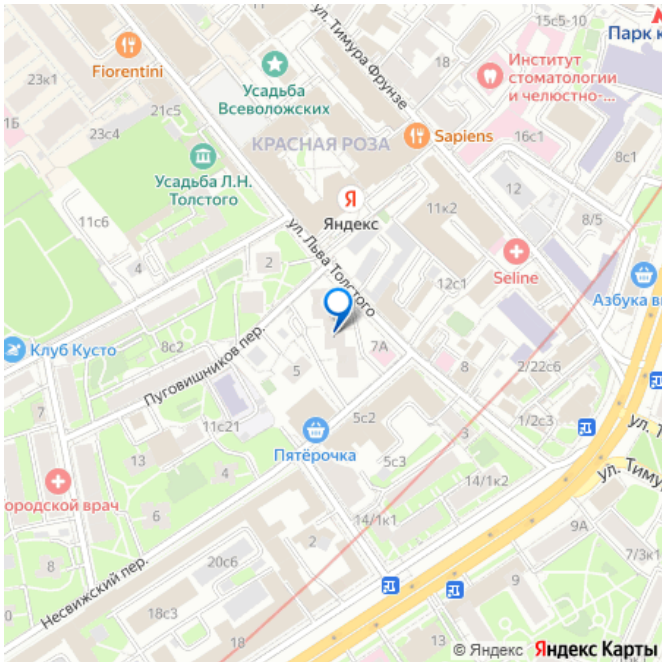 15с5-10
Парк к
18
23к1
Fiorentini
ул. Тимура Фрунзе
Институт
стоматологии
и челюстно-...
Усадьба
Всеволожских
21с5
1Б
23с4
КРАСНАЯ РОЗА
Sapiens
16с1
8с1
Усадьба Л.Н.
Толстого
12
Я
Яндекс
11к2
8/5
11с6
4
2
ул. Льва Толстого
Seline
12с1
Азбука в
Клуб Кусто
8с2
Пуговишников пер.
7А
5
8
2/22с6
7
11с21
5с2
1/2с3
3
ул. Т
Пятёрочка
13
4
5с3
14/1с2
ул. Тиму
ородской врач
6
14/1к1
9А
2
8
Несвижский пер.
20с6
7/3к1
9
18с3
18
13
11
© Яндекс Яндекс Карты